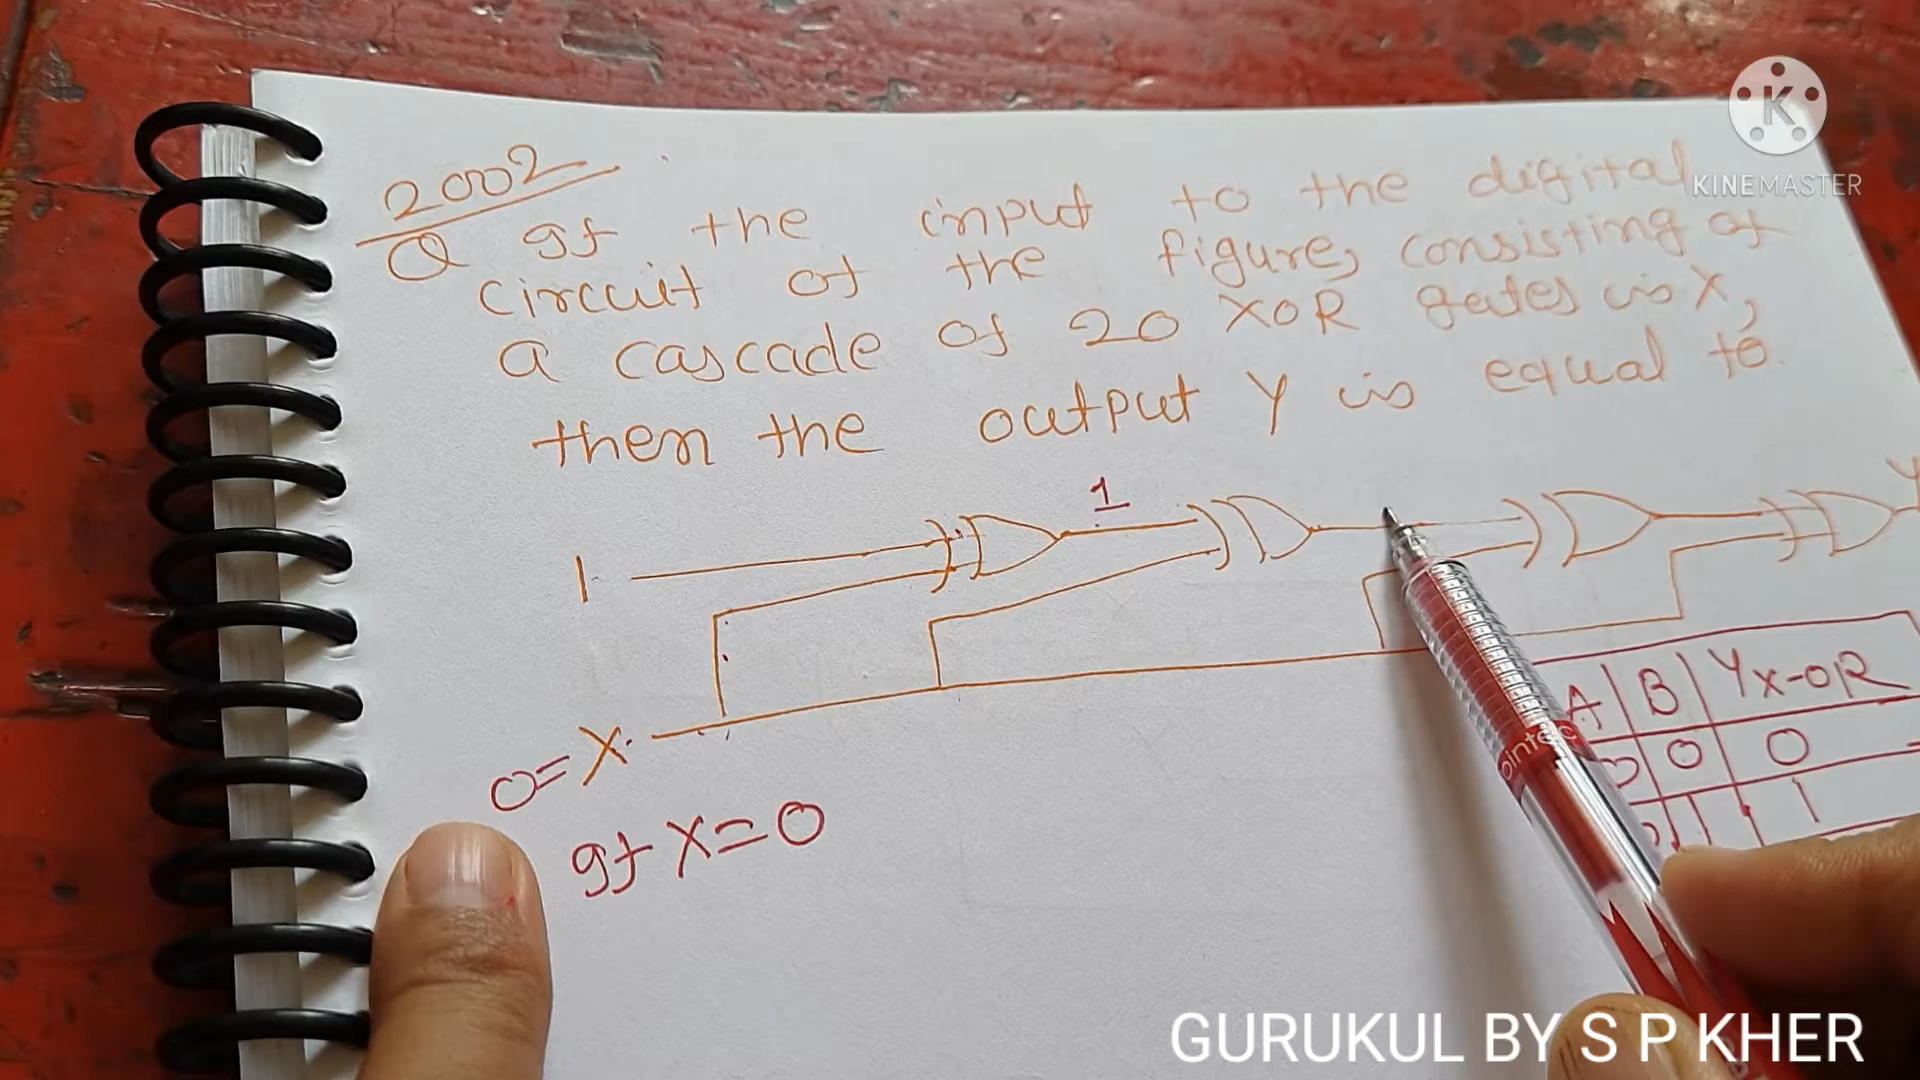 2002
Q If the input to the digital
circuit of the figure, consisting of
a cascade of 20 XOR gates is X,
then the output Y is equal to
1
1
Y
0=X
If X=0
A B Y X-OR
0 0 0
0 1 1
K
KINEMASTER
pointec
GURUKUL BY S P KHER